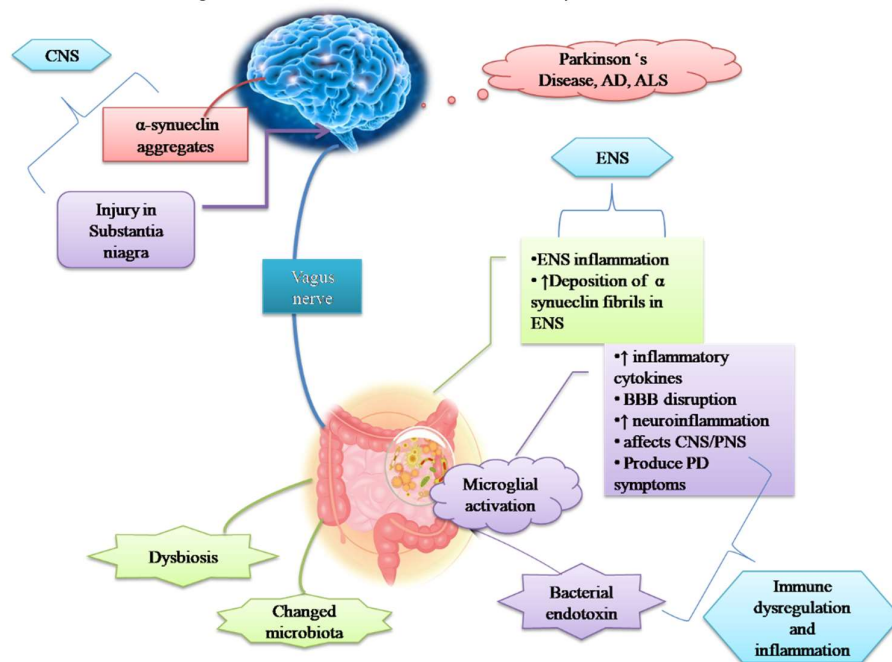 CNS
Parkinson ‘s
Disease, AD, ALS
α-synueclin
aggregates
ENS
Injury in
Substantia
niagra
•ENS inflammation
• ↑Deposition of α
synueclin fibrils in
ENS
Vagus
nerve
•↑ inflammatory
cytokines
• BBB disruption
• ↑ neuroinflammation
• affects CNS/PNS
• Produce PD
symptoms
Microglial
activation
Dysbiosis
Changed
microbiota
Bacterial
endotoxin
Immune
dysregulation
and
inflammation